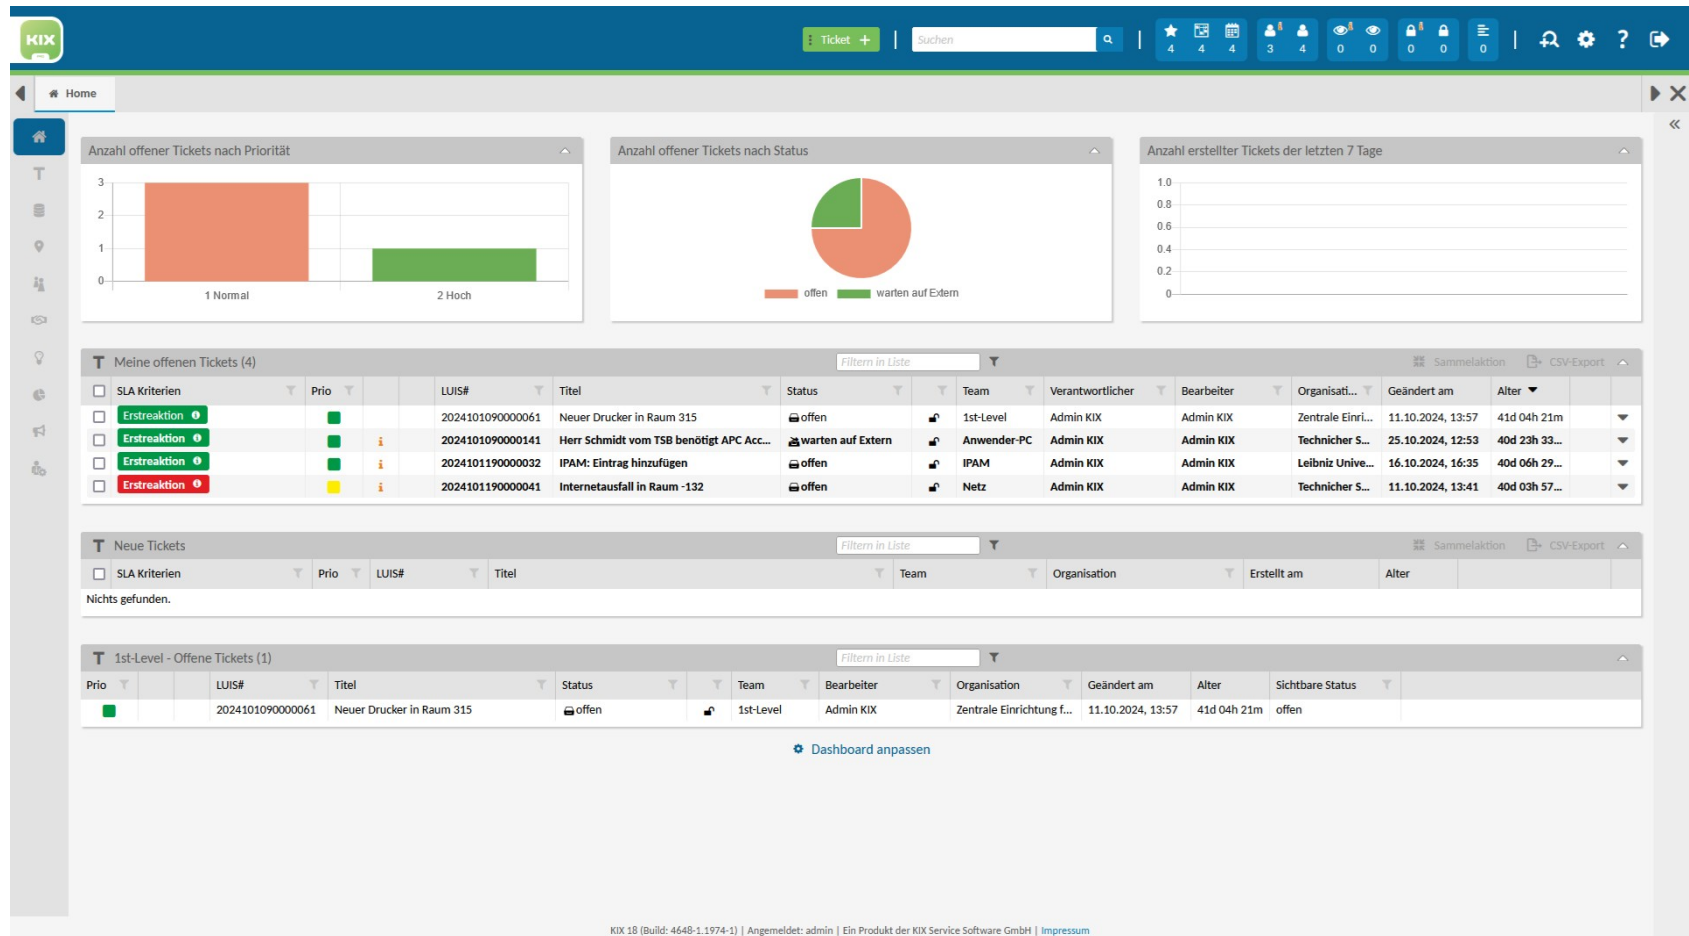 KIX
Ticket +
Suchen
4 4 4 3 4 0 0 0 0 0
?
Home
Anzahl offener Tickets nach Priorität
3
2
1
0
1 Normal 2 Hoch
Anzahl offener Tickets nach Status
offen warten auf Extern
Anzahl erstellter Tickets der letzten 7 Tage
1.0
0.8
0.6
0.4
0.2
0
T Meine offenen Tickets (4) Filtern in Liste Sammelaktion CSV-Export
SLA Kriterien Prio LUIS# Titel Status Team Verantwortlicher Bearbeiter Organisati... Geändert am Alter
Erstreaktion 2024101090000061 Neuer Drucker in Raum 315 offen 1st-Level Admin KIX Admin KIX Zentrale Einri... 11.10.2024, 13:57 41d 04h 21m
Erstreaktion i 2024101090000141 Herr Schmidt vom TSB benötigt APC Acc... warten auf Extern Anwender-PC Admin KIX Admin KIX Technicher S... 25.10.2024, 12:53 40d 23h 33...
Erstreaktion i 2024101190000032 IPAM: Eintrag hinzufügen offen IPAM Admin KIX Admin KIX Leibniz Unive... 16.10.2024, 16:35 40d 06h 29...
Erstreaktion i 2024101190000041 Internetausfall in Raum -132 offen Netz Admin KIX Admin KIX Technicher S... 11.10.2024, 13:41 40d 03h 57...
T Neue Tickets Filtern in Liste Sammelaktion CSV-Export
SLA Kriterien Prio LUIS# Titel Team Organisation Erstellt am Alter
Nichts gefunden.
T 1st-Level - Offene Tickets (1) Filtern in Liste
Prio LUIS# Titel Status Team Bearbeiter Organisation Geändert am Alter Sichtbare Status
2024101090000061 Neuer Drucker in Raum 315 offen 1st-Level Admin KIX Zentrale Einrichtung f... 11.10.2024, 13:57 41d 04h 21m offen
Dashboard anpassen
KIX 18 (Build: 4648-1.1974-1) | Angemeldet: admin | Ein Produkt der KIX Service Software GmbH | Impressum